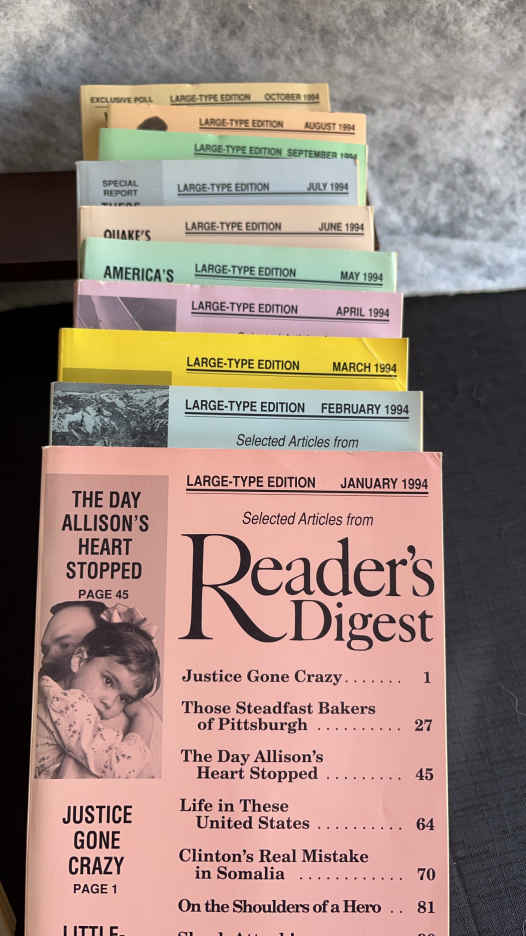 EXCLUSIVE POLL LARGE-TYPE EDITION OCTOBER 1994
LARGE-TYPE EDITION AUGUST 1994
LARGE-TYPE EDITION SEPTEMBER 1994
SPECIAL
REPORT
LARGE-TYPE EDITION JULY 1994
THESE
LARGE-TYPE EDITION JUNE 1994
QUAKE'S
LARGE-TYPE EDITION MAY 1994
AMERICA'S
LARGE-TYPE EDITION APRIL 1994
LARGE-TYPE EDITION MARCH 1994
LARGE-TYPE EDITION FEBRUARY 1994
Selected Articles from
LARGE-TYPE EDITION JANUARY 1994
Selected Articles from
Reader's
Digest
THE DAY
ALLISON'S
HEART
STOPPED
PAGE 45
JUSTICE
GONE
CRAZY
PAGE 1
LITTLE-
Justice Gone Crazy....... 1
Those Steadfast Bakers
of Pittsburgh .......... 27
The Day Allison's
Heart Stopped ......... 45
Life in These
United States .......... 64
Clinton's Real Mistake
in Somalia ............ 70
On the Shoulders of a Hero .. 81